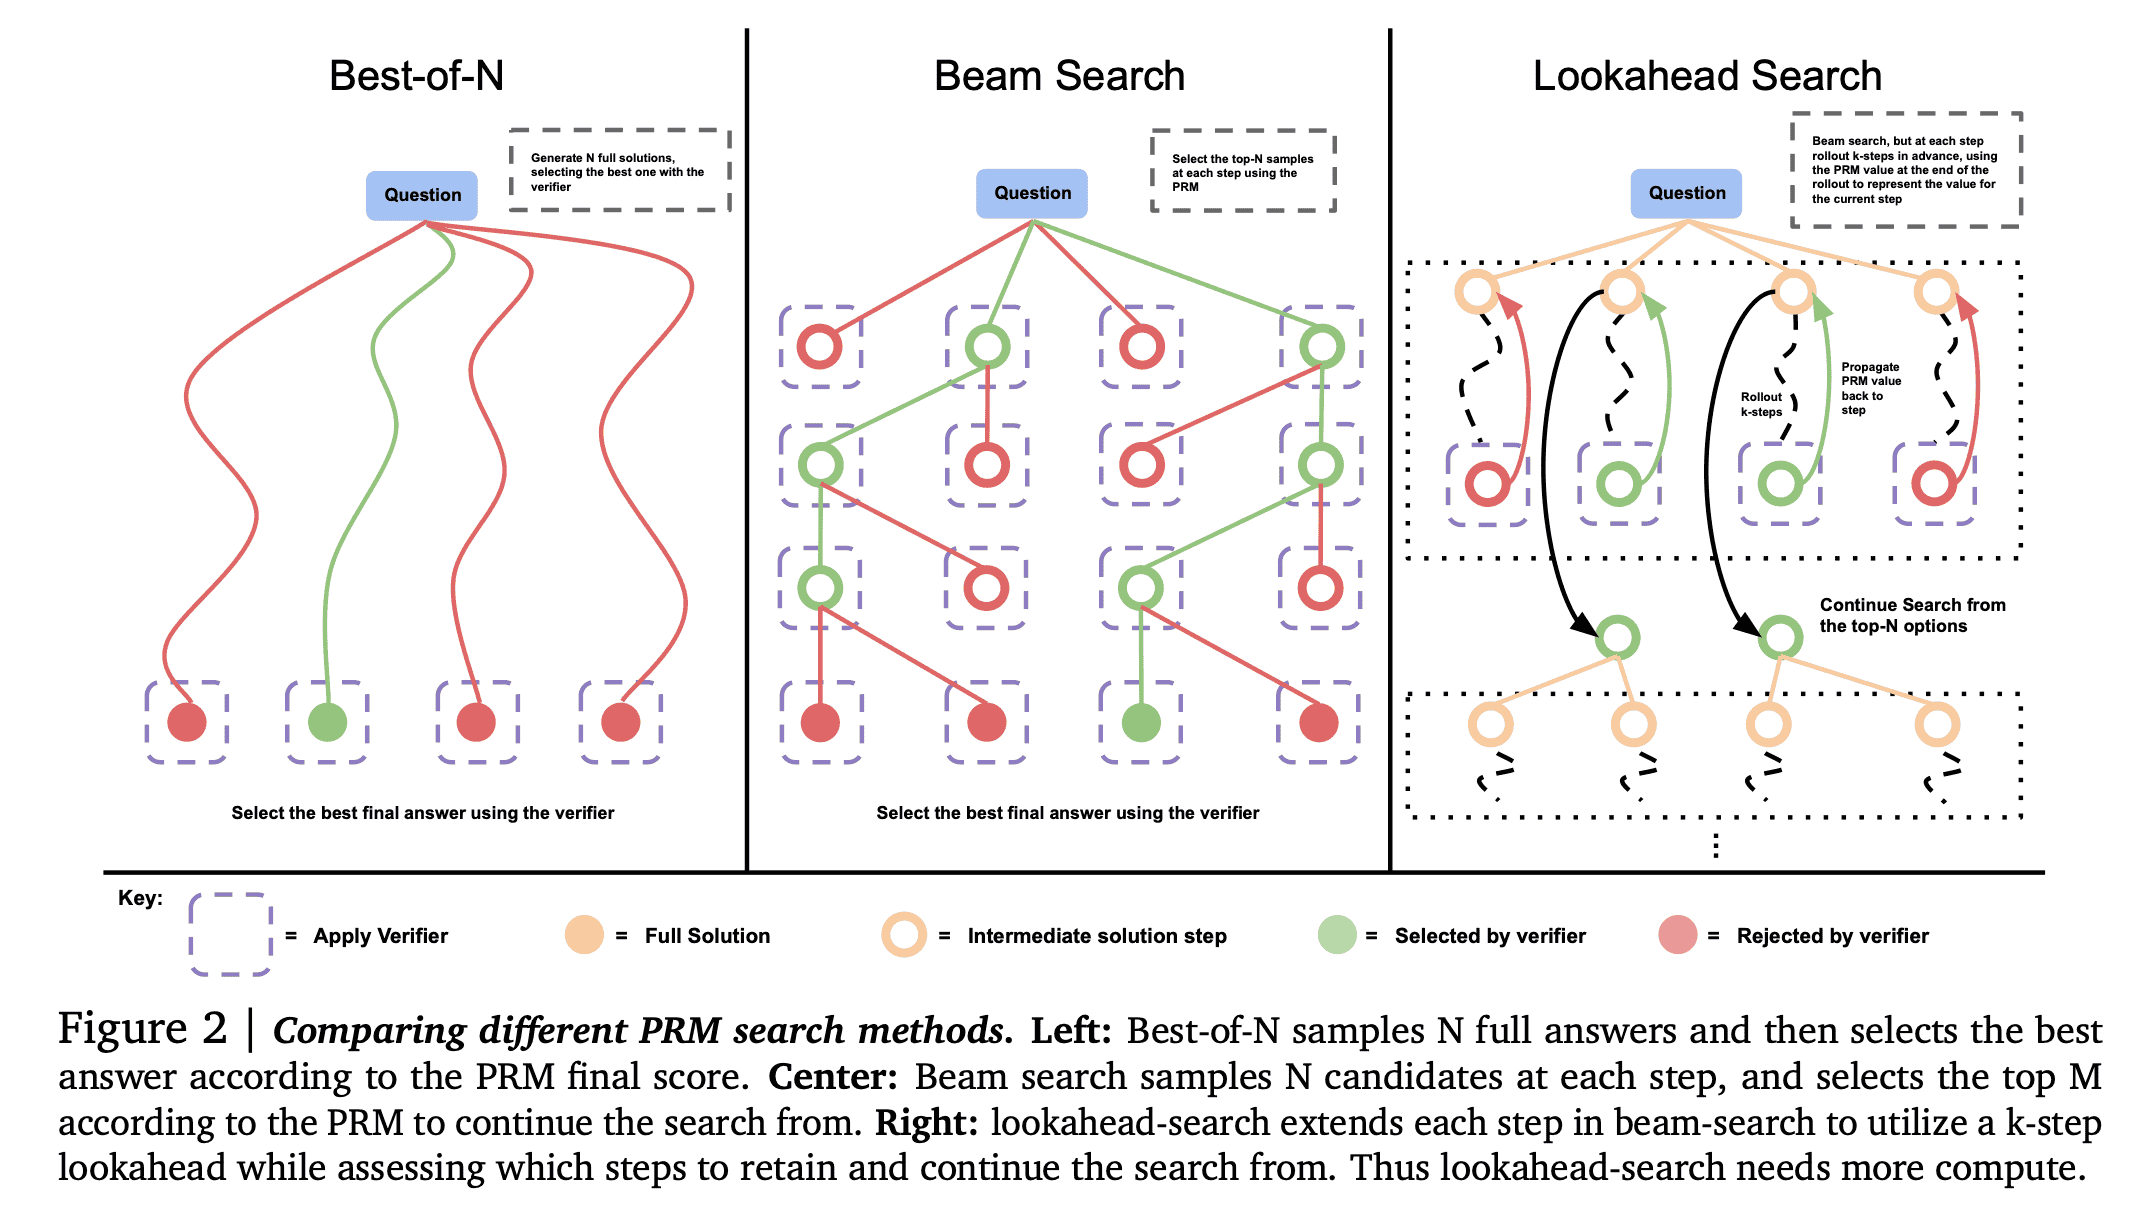 Best-of-N
Generate N full solutions,
selecting the best one with the
verifier
Question
Select the best final answer using the verifier
Beam Search
Select the top-N samples
at each step using the
PRM
Question
Select the best final answer using the verifier
Lookahead Search
Beam search, but at each step
rollout k-steps in advance, using
the PRM value at the end of the
rollout to represent the value for
the current step
Question
Propagate
PRM value
back to
step
Rollout
k-steps
Continue Search from
the top-N options
Key:
= Apply Verifier
= Full Solution
= Intermediate solution step
= Selected by verifier
= Rejected by verifier
Figure 2 | Comparing different PRM search methods. Left: Best-of-N samples N full answers and then selects the best
answer according to the PRM final score. Center: Beam search samples N candidates at each step, and selects the top M
according to the PRM to continue the search from. Right: lookahead-search extends each step in beam-search to utilize a k-step
lookahead while assessing which steps to retain and continue the search from. Thus lookahead-search needs more compute.